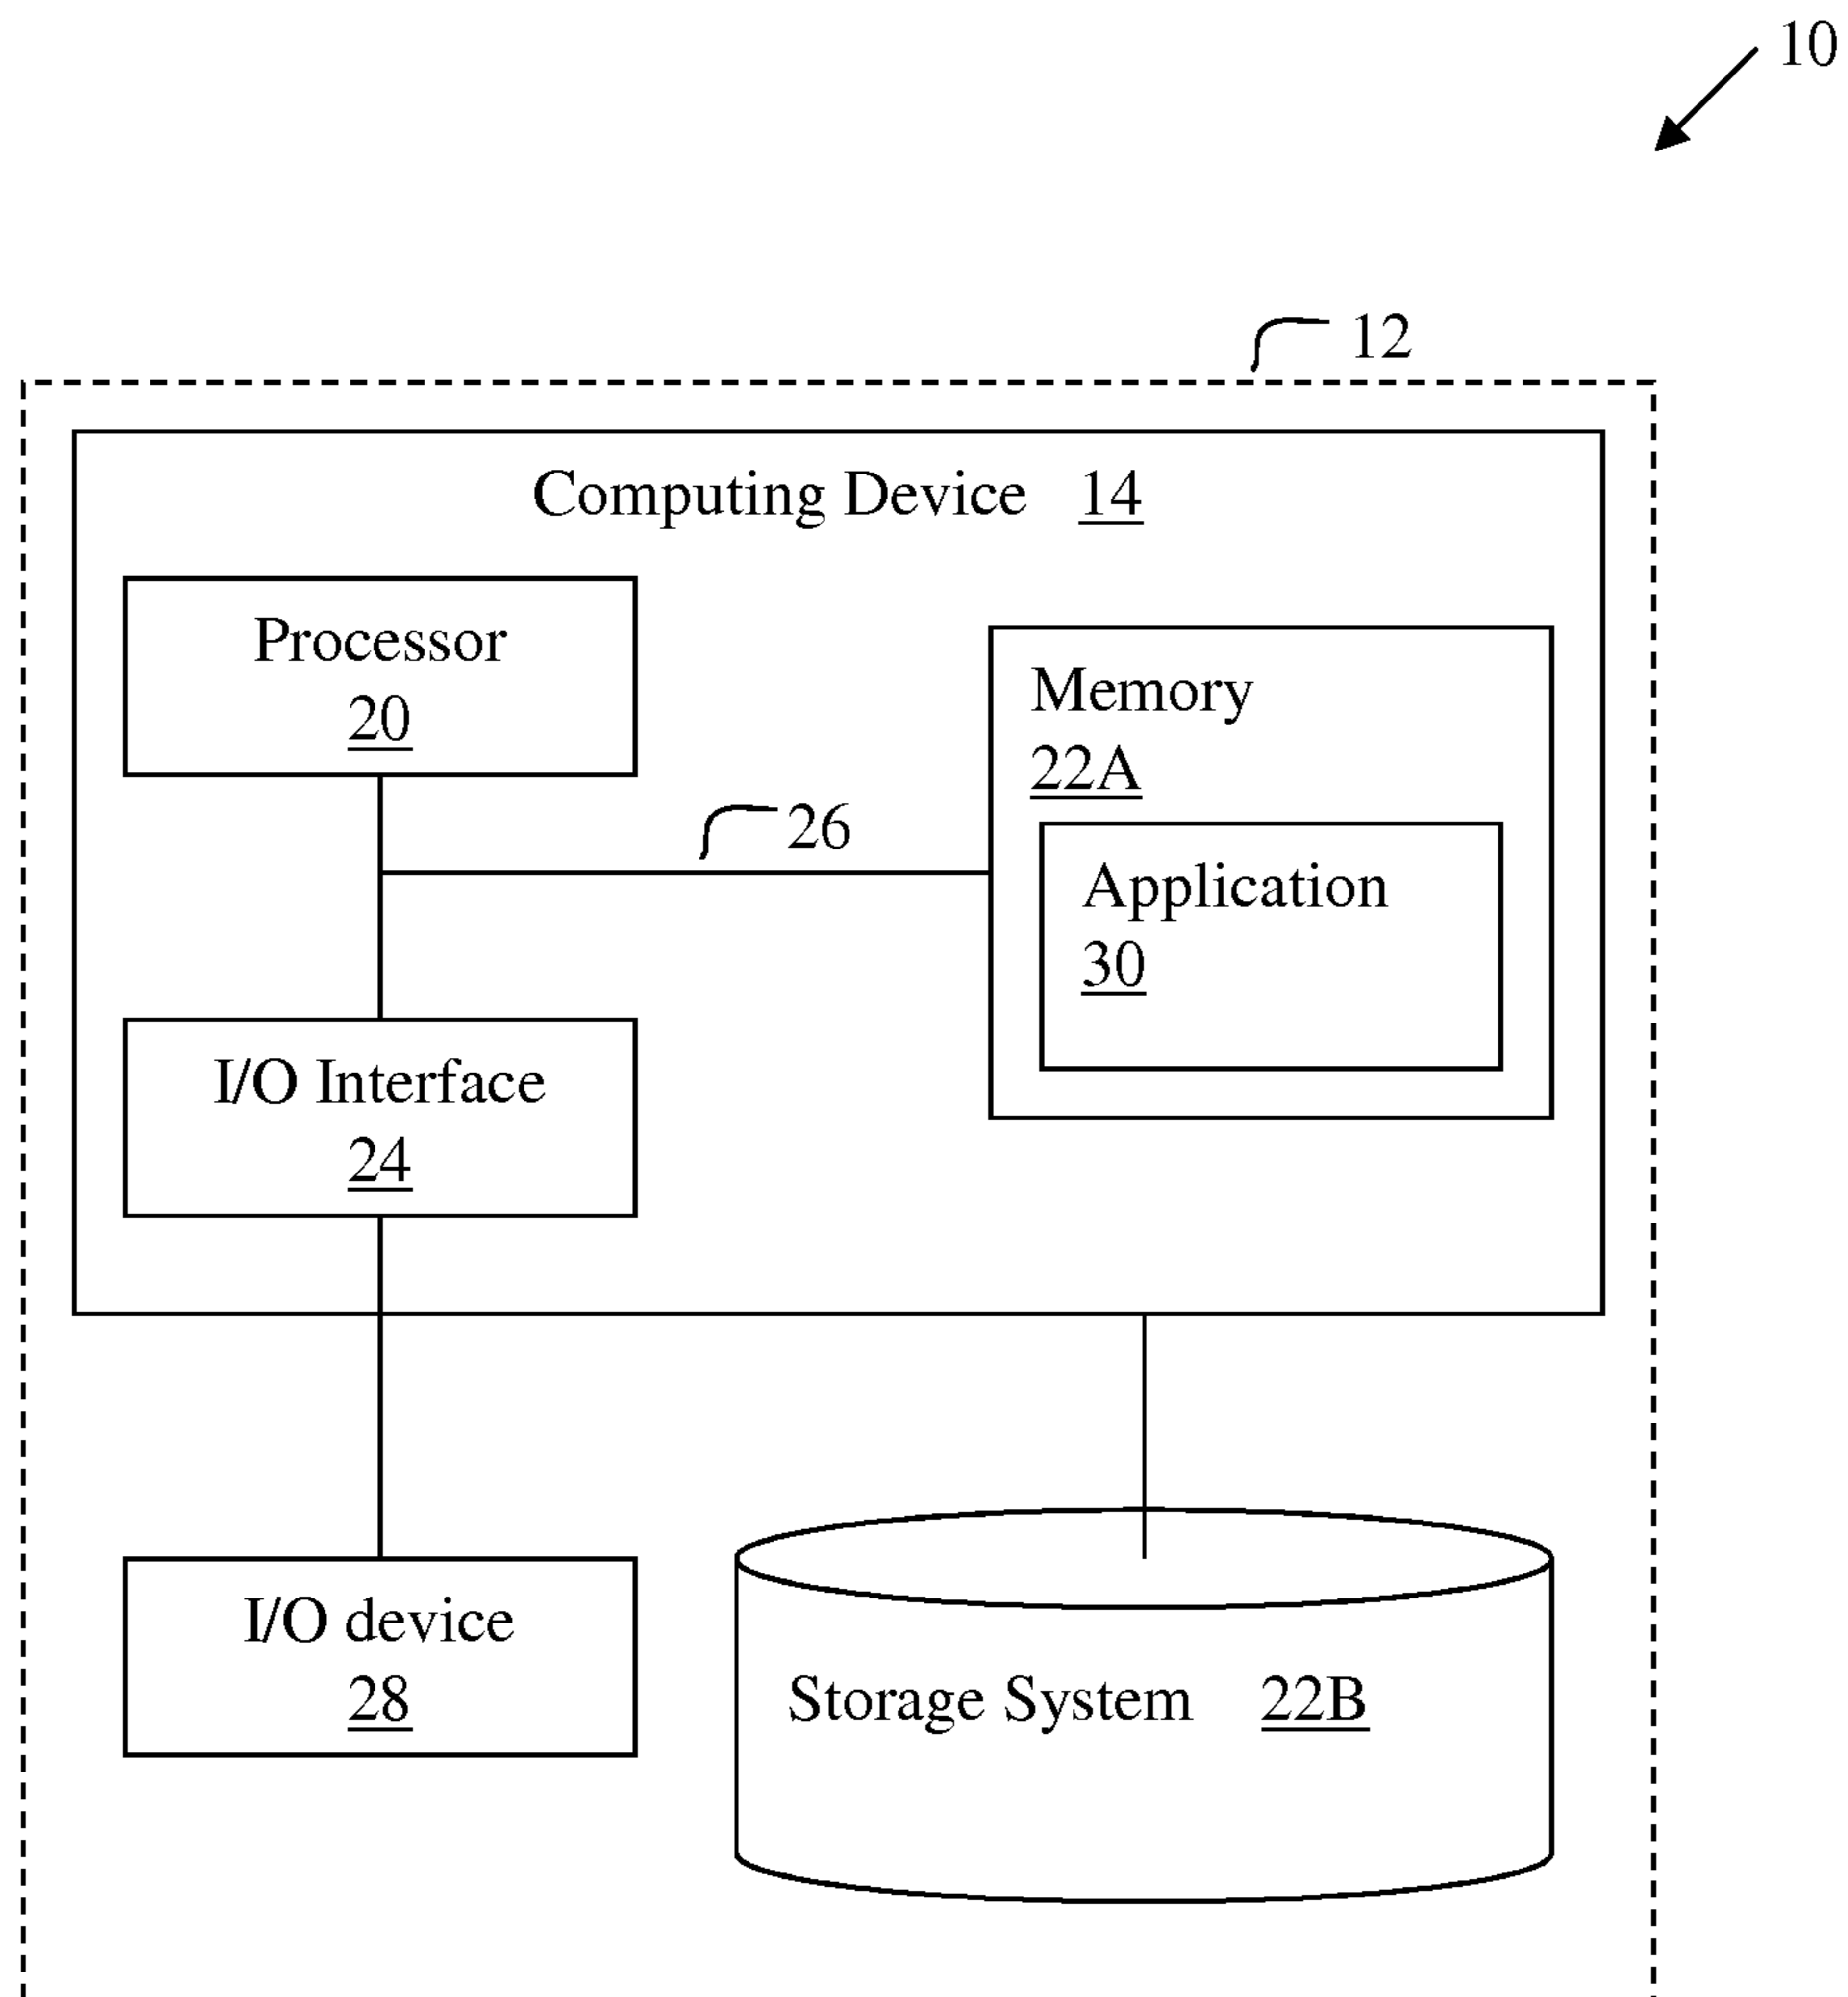 10
12
Computing Device 14
Processor
20
Memory
22A
26
Application
30
I/O Interface
24
I/O device
28
Storage System 22B